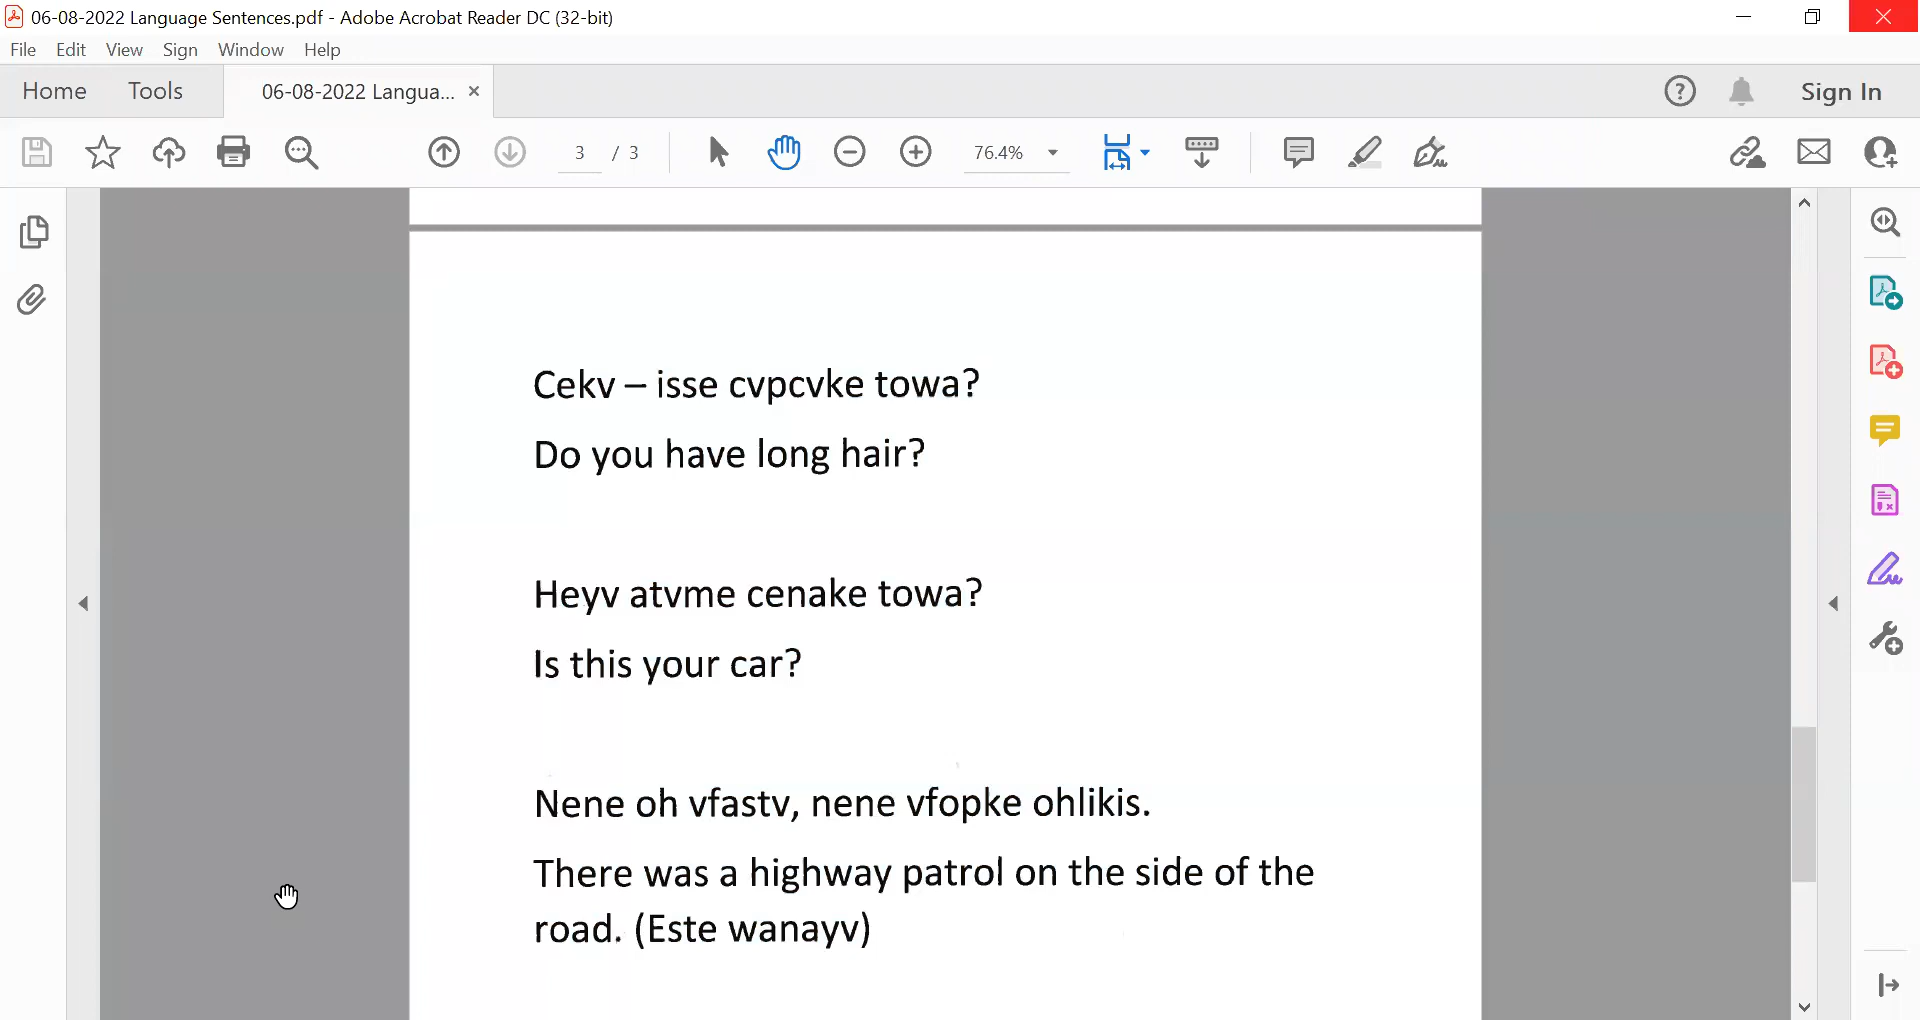 06-08-2022 Language Sentences.pdf - Adobe Acrobat Reader DC (32-bit)
File Edit View Sign Window Help
Home Tools 06-08-2022 Langua... Sign In
3 / 3 76.4%
Cekv – isse cvpcvke towa?
Do you have long hair?
Heyv atvme cenake towa?
Is this your car?
Nene oh vfastv, nene vfopke ohlikis.
There was a highway patrol on the side of the
road. (Este wanayv)